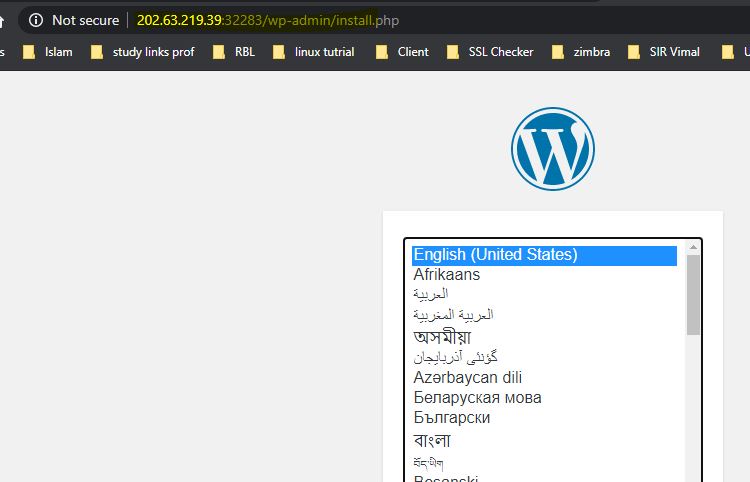 Not secure 202.63.219.39:32283/wp-admin/install.php
s Islam study links prof RBL linux tutrial Client SSL Checker zimbra SIR Vimal U
W
English (United States)
Afrikaans
العربية
العربية المغربية
অসমীয়া
گؤنئی آذربایجان
Azərbaycan dili
Беларуская мова
Български
বাংলা
བོད་ཡིག
Bosanski